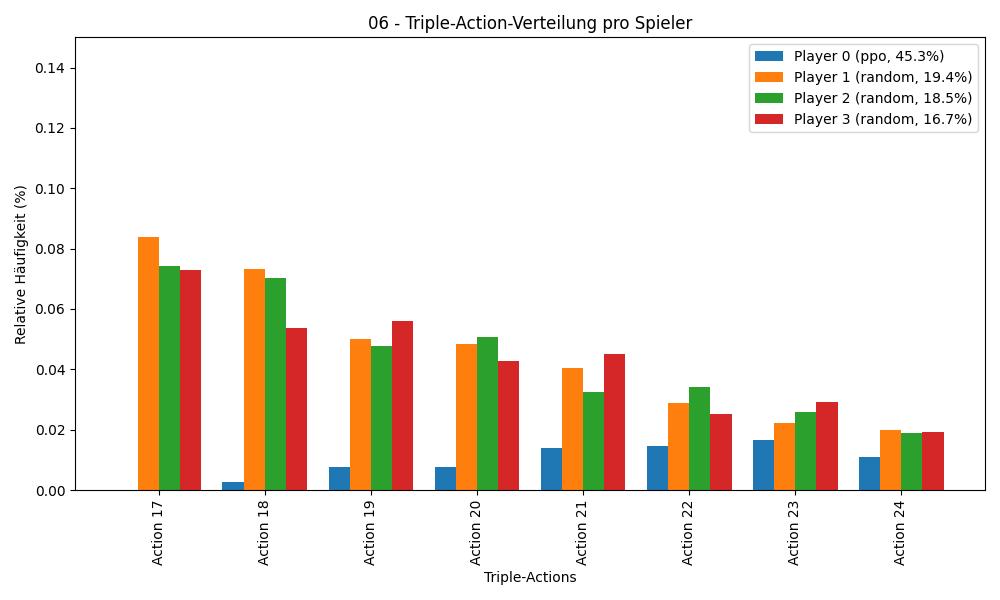 06 - Triple-Action-Verteilung pro Spieler
Player 0 (ppo, 45.3%)
Player 1 (random, 19.4%)
Player 2 (random, 18.5%)
Player 3 (random, 16.7%)
Relative Häufigkeit (%)
0.14
0.12
0.10
0.08
0.06
0.04
0.02
0.00
Action 17
Action 18
Action 19
Action 20
Action 21
Action 22
Action 23
Action 24
Triple-Actions